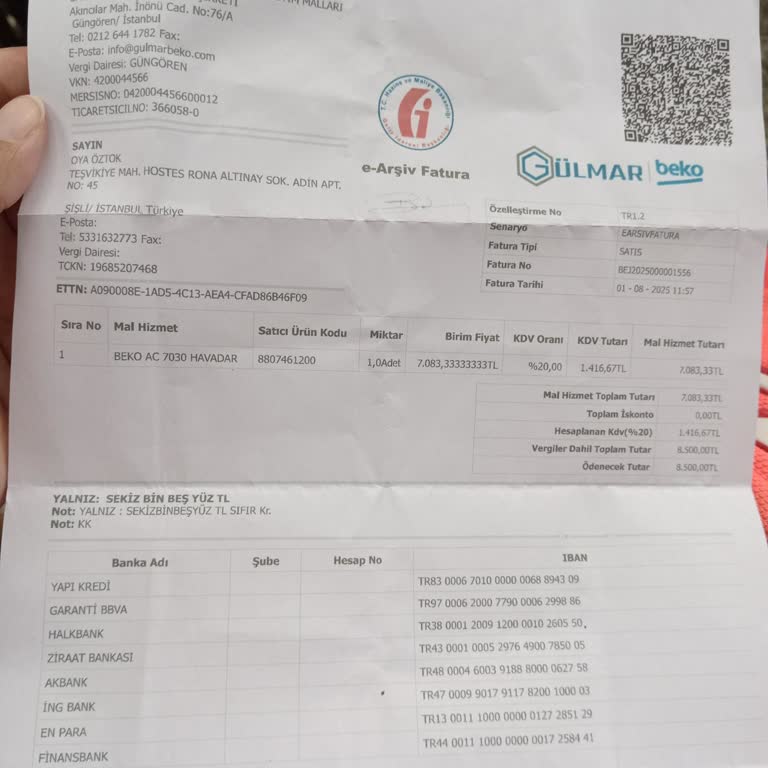 MALLARI
Akıncılar Mah. İnönü Cad. No:76/A
Güngören/ İstanbul
Tel: 0212 644 1782 Fax:
E-Posta: info@gulmarbeko.com
Vergi Dairesi: GÜNGÖREN
VKN: 4200044566
MERSISNO: 0420004456600012
TICARETSICILNO: 366058-0
T.C. Hazine ve Maliye Bakanlığı
Gelir İdaresi Başkanlığı
e-Arşiv Fatura
GÜLMAR beko
SAYIN
OYA ÖZTOK
TEŞVİKİYE MAH. HOSTES RONA ALTINAY SOK. ADİN APT.
NO: 45
ŞİŞLİ/ İSTANBUL Türkiye
E-Posta:
Tel: 5331632773 Fax:
Vergi Dairesi:
TCKN: 19685207468
ETTN: A090008E-1AD5-4C13-AEA4-CFAD86B46F09
Özelleştirme No TR1.2
Senaryo EARSIVFATURA
Fatura Tipi SATIS
Fatura No BEJ2025000001556
Fatura Tarihi 01 - 08 - 2025 11:57
Sıra No Mal Hizmet Satıcı Ürün Kodu Miktar Birim Fiyat KDV Oranı KDV Tutarı Mal Hizmet Tutarı
1 BEKO AC 7030 HAVADAR 8807461200 1,0Adet 7.083,33333333TL %20,00 1.416,67TL 7.083,33TL
Mal Hizmet Toplam Tutarı 7.083,33TL
Toplam İskonto 0,00TL
Hesaplanan Kdv(%20) 1.416,67TL
Vergiler Dahil Toplam Tutar 8.500,00TL
Ödenecek Tutar 8.500,00TL
YALNIZ: SEKİZ BİN BEŞ YÜZ TL
Not: YALNIZ : SEKİZBİNBEŞYÜZ TL SIFIR Kr.
Not: KK
Banka Adı Şube Hesap No IBAN
YAPI KREDİ TR83 0006 7010 0000 0068 8943 09
GARANTİ BBVA TR97 0006 2000 7790 0006 2998 86
HALKBANK TR38 0001 2009 1200 0010 2605 50
ZİRAAT BANKASI TR43 0001 0005 2976 4900 7850 05
AKBANK TR48 0004 6003 9188 8000 0627 58
İNG BANK TR47 0009 9017 9117 8200 1000 03
EN PARA TR13 0011 1000 0000 0127 2851 29
FİNANSBANK TR44 0011 1000 0000 0017 2584 41